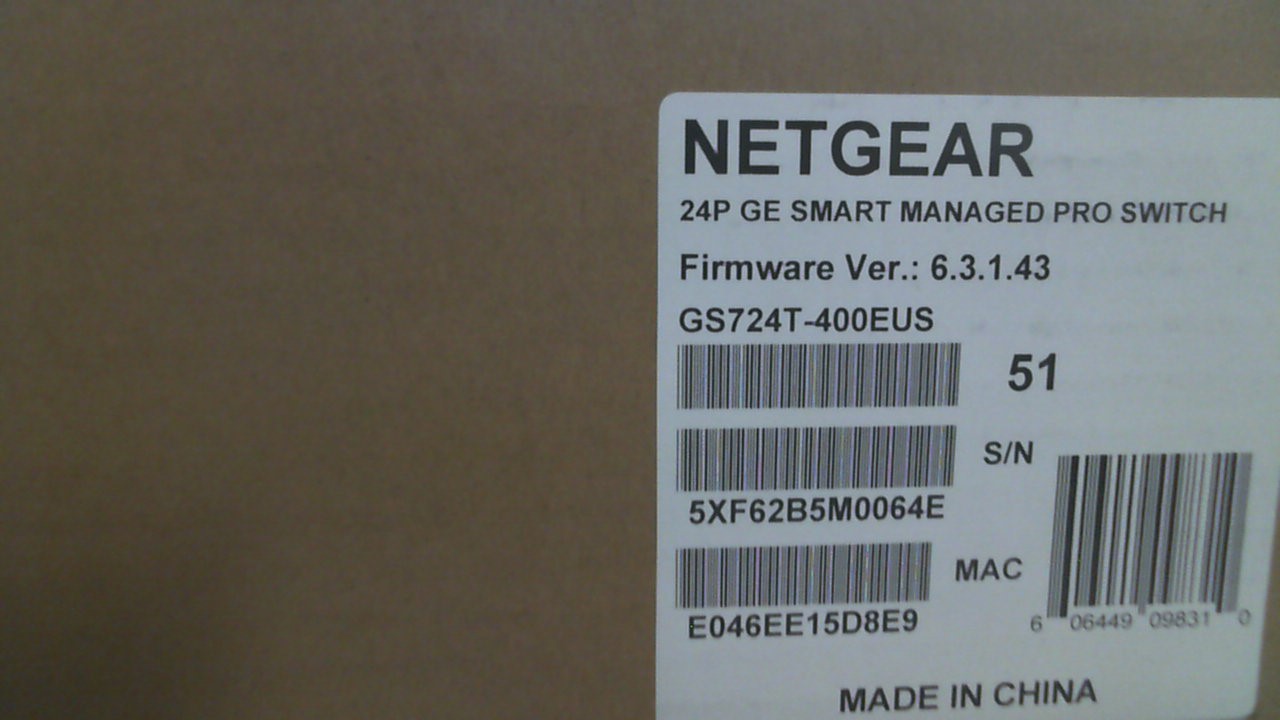 NETGEAR
24P GE SMART MANAGED PRO SWITCH
Firmware Ver.: 6.3.1.43
GS724T-400EUS
51
S/N
5XF62B5M0064E
MAC
E046EE15D8E9
6 06449 09831 0
MADE IN CHINA